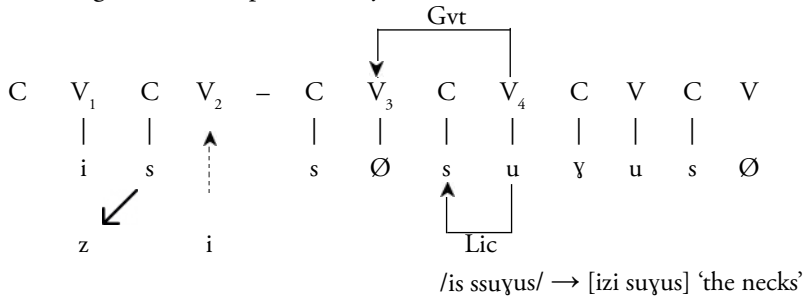 Gvt
C V₁ C V₂ – C V₃ C V₄ C V C V
i s s Ø s u ɣ u s Ø
z i Lic
/is ssuɣus/ → [izi suɣus] ‘the necks’